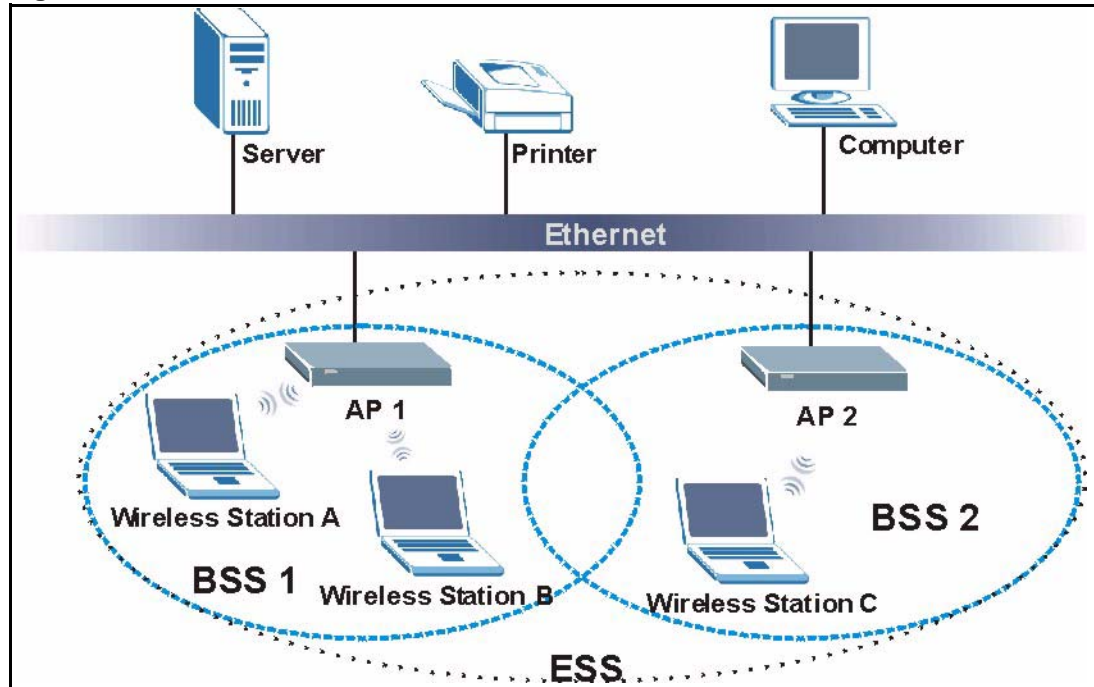 Server
Printer
Computer
Ethernet
AP 1
AP 2
Wireless Station A
BSS 1
Wireless Station B
Wireless Station C
BSS 2
ESS